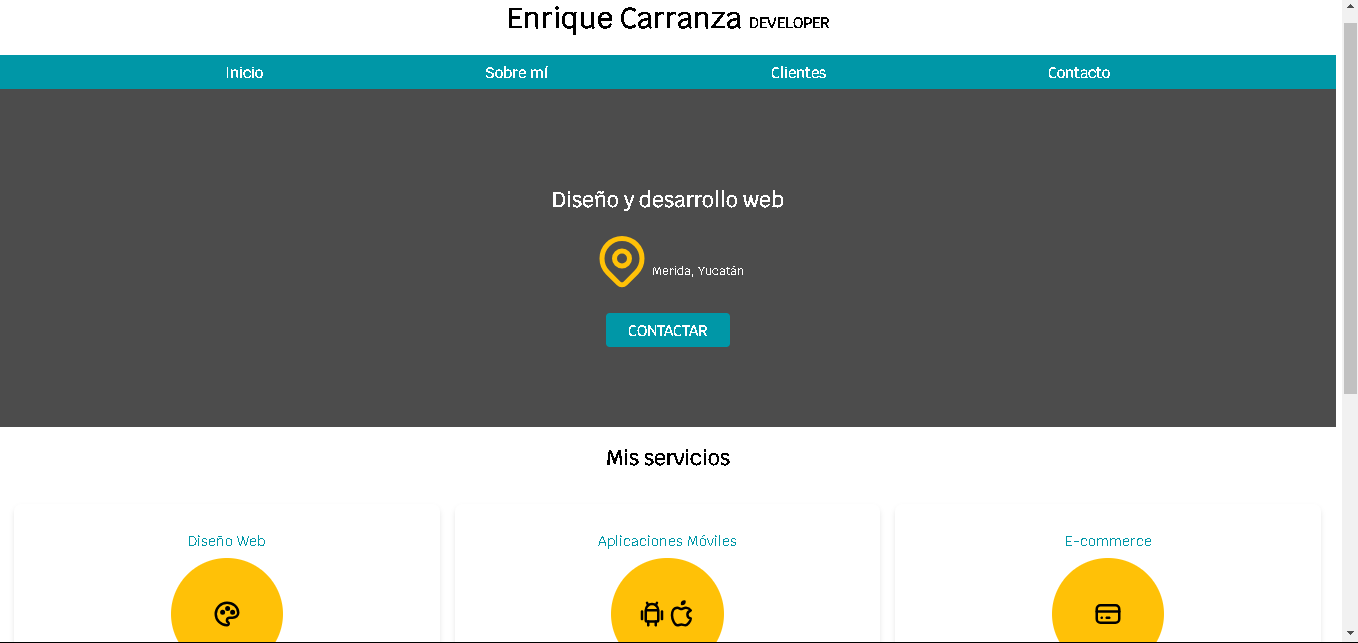 Enrique Carranza DEVELOPER
Inicio Sobre mí Clientes Contacto
Diseño y desarrollo web
Merida, Yucatán
CONTACTAR
Mis servicios
Diseño Web Aplicaciones Móviles E-commerce